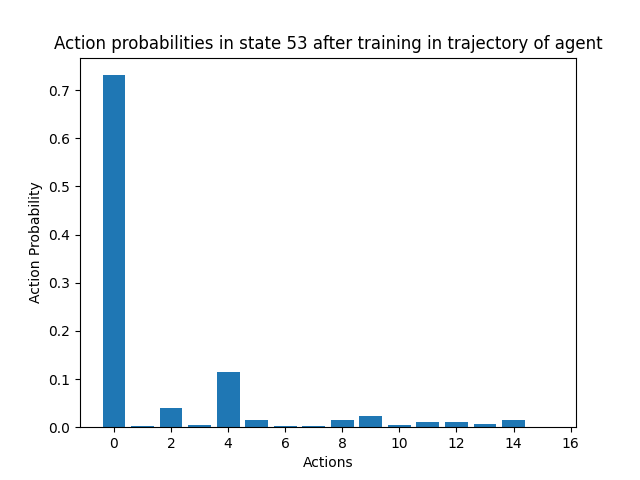 Action probabilities in state 53 after training in trajectory of agent
Action Probability
0.7
0.6
0.5
0.4
0.3
0.2
0.1
0.0
0 2 4 6 8 10 12 14 16
Actions